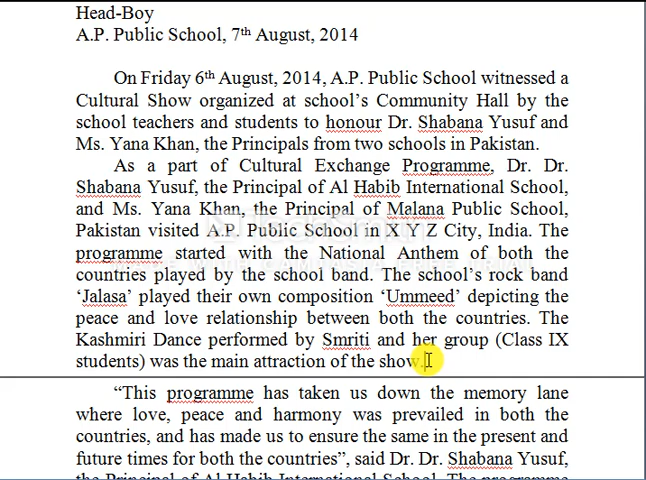 Head-Boy
A.P. Public School, 7th August, 2014
On Friday 6th August, 2014, A.P. Public School witnessed a
Cultural Show organized at school’s Community Hall by the
school teachers and students to honour Dr. Shabana Yusuf and
Ms. Yana Khan, the Principals from two schools in Pakistan.
As a part of Cultural Exchange Programme, Dr. Dr.
Shabana Yusuf, the Principal of Al Habib International School,
and Ms. Yana Khan, the Principal of Malana Public School,
Pakistan visited A.P. Public School in X Y Z City, India. The
programme started with the National Anthem of both the
countries played by the school band. The school’s rock band
‘Jalasa’ played their own composition ‘Ummeed’ depicting the
peace and love relationship between both the countries. The
Kashmiri Dance performed by Smriti and her group (Class IX
students) was the main attraction of the show.
“This programme has taken us down the memory lane
where love, peace and harmony was prevailed in both the
countries, and has made us to ensure the same in the present and
future times for both the countries”, said Dr. Dr. Shabana Yusuf,
the Principal of Al Habib International School. The programme